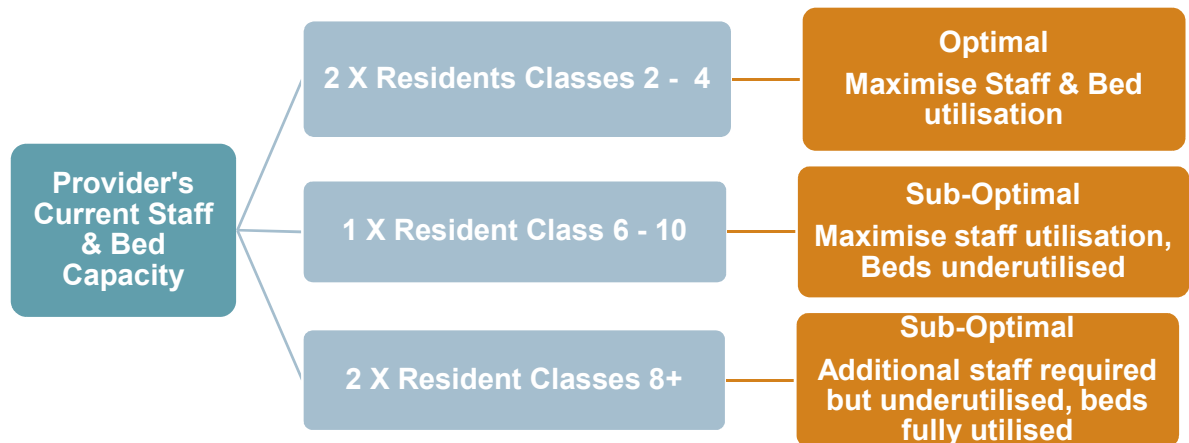 Provider's
Current Staff
& Bed
Capacity
2 X Residents Classes 2 - 4
Optimal
Maximise Staff & Bed
utilisation
1 X Resident Class 6 - 10
Sub-Optimal
Maximise staff utilisation,
Beds underutilised
2 X Resident Classes 8+
Sub-Optimal
Additional staff required
but underutilised, beds
fully utilised